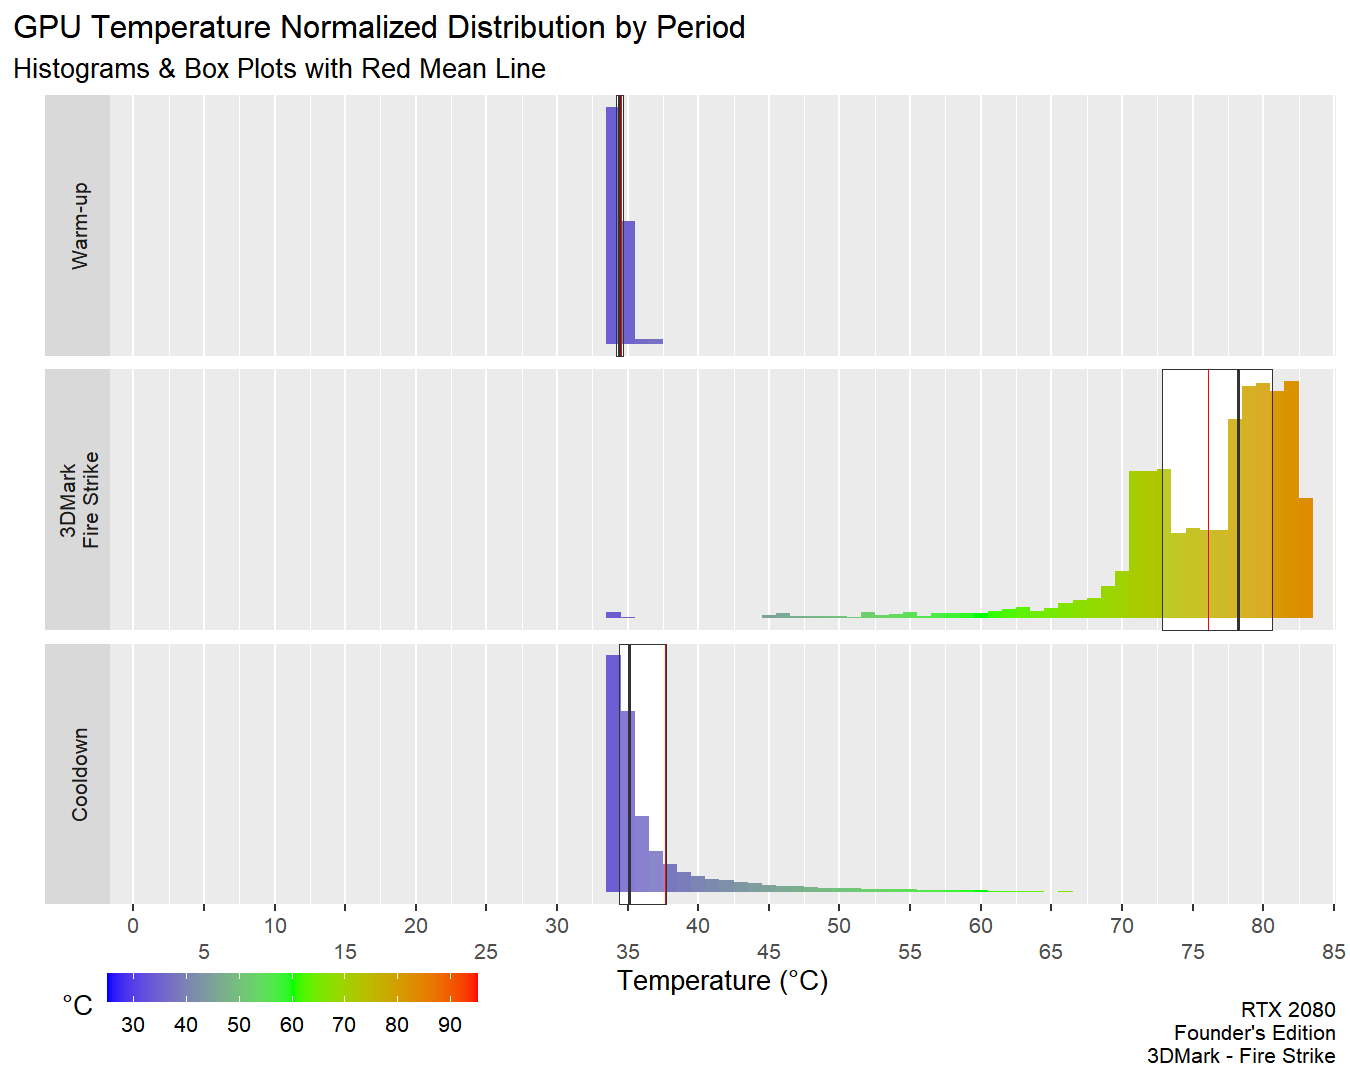 GPU Temperature Normalized Distribution by Period
Histograms & Box Plots with Red Mean Line
Warm-up
3DMark
Fire Strike
Cooldown
0 10 20 30 40 50 60 70 80
5 15 25 35 45 55 65 75 85
Temperature (°C)
°C
30 40 50 60 70 80 90
RTX 2080
Founder's Edition
3DMark - Fire Strike